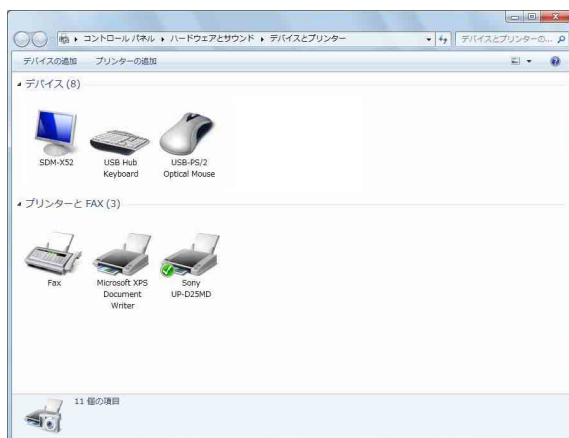 コントロール パネル ▸ ハードウェアとサウンド ▸ デバイスとプリンター
デバイスとプリンターの...
デバイスの追加 プリンターの追加
デバイス (8)
SDM-X52
USB Hub
Keyboard
USB-PS/2
Optical Mouse
プリンターと FAX (3)
Fax
Microsoft XPS
Document
Writer
Sony
UP-D25MD
11 個の項目